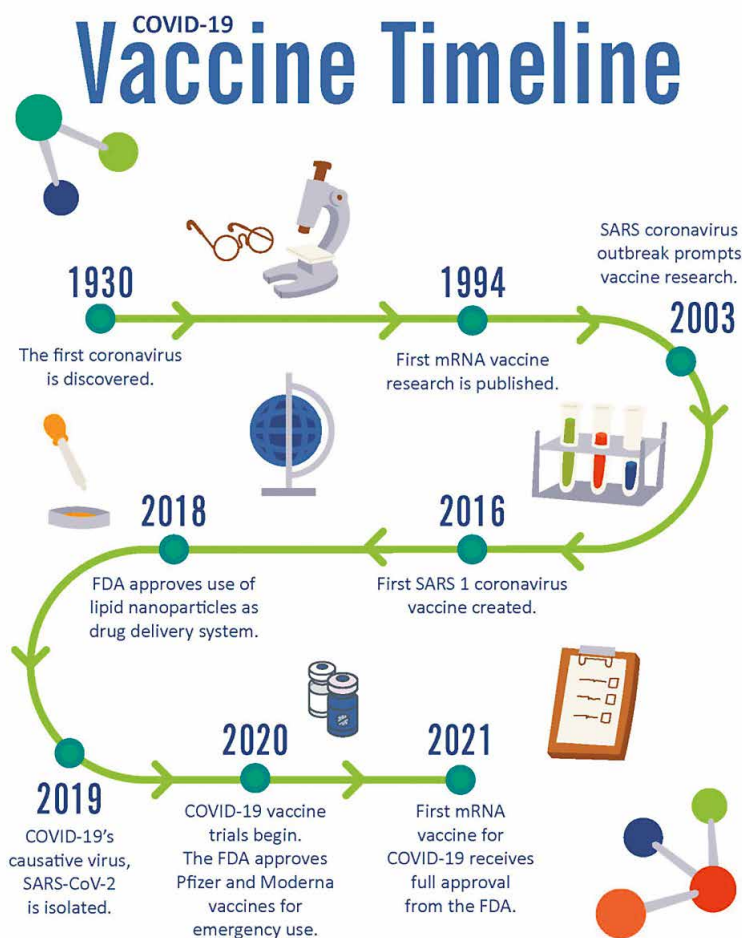 COVID-19
Vaccine Timeline
1930
The first coronavirus
is discovered.
1994
First mRNA vaccine
research is published.
SARS coronavirus
outbreak prompts
vaccine research.
2003
2016
First SARS 1 coronavirus
vaccine created.
2018
FDA approves use of
lipid nanoparticles as
drug delivery system.
2019
COVID-19's
causative virus,
SARS-CoV-2
is isolated.
2020
COVID-19 vaccine
trials begin.
The FDA approves
Pfizer and Moderna
vaccines for
emergency use.
2021
First mRNA
vaccine for
COVID-19 receives
full approval
from the FDA.